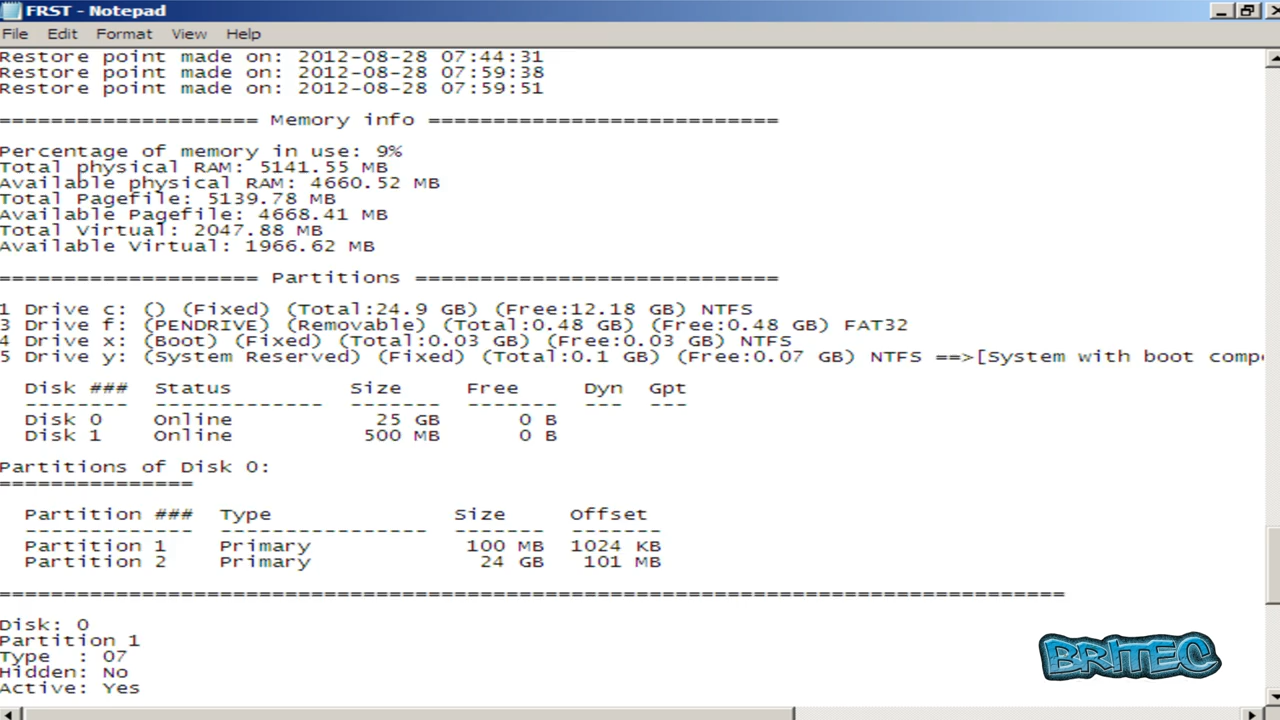 FRST - Notepad
File Edit Format View Help
Restore point made on: 2012-08-28 07:44:31
Restore point made on: 2012-08-28 07:59:38
Restore point made on: 2012-08-28 07:59:51
==================== Memory info ===========================
Percentage of memory in use: 9%
Total physical RAM: 5141.55 MB
Available physical RAM: 4660.52 MB
Total Pagefile: 5139.78 MB
Available Pagefile: 4668.41 MB
Total Virtual: 2047.88 MB
Available Virtual: 1966.62 MB
==================== Partitions ============================
1 Drive c: () (Fixed) (Total:24.9 GB) (Free:12.18 GB) NTFS
3 Drive f: (PENDRIVE) (Removable) (Total:0.48 GB) (Free:0.48 GB) FAT32
4 Drive x: (Boot) (Fixed) (Total:0.03 GB) (Free:0.03 GB) NTFS
5 Drive y: (System Reserved) (Fixed) (Total:0.1 GB) (Free:0.07 GB) NTFS ==>[System with boot comp
Disk ### Status Size Free Dyn Gpt
-------- ------------- ------- ------- --- ---
Disk 0 Online 25 GB 0 B
Disk 1 Online 500 MB 0 B
Partitions of Disk 0:
===============
Partition ### Type Size Offset
------------- ---------------- ------- -------
Partition 1 Primary 100 MB 1024 KB
Partition 2 Primary 24 GB 101 MB
==================================================================================
Disk: 0
Partition 1
Type : 07
Hidden: No
Active: Yes
BRITEC